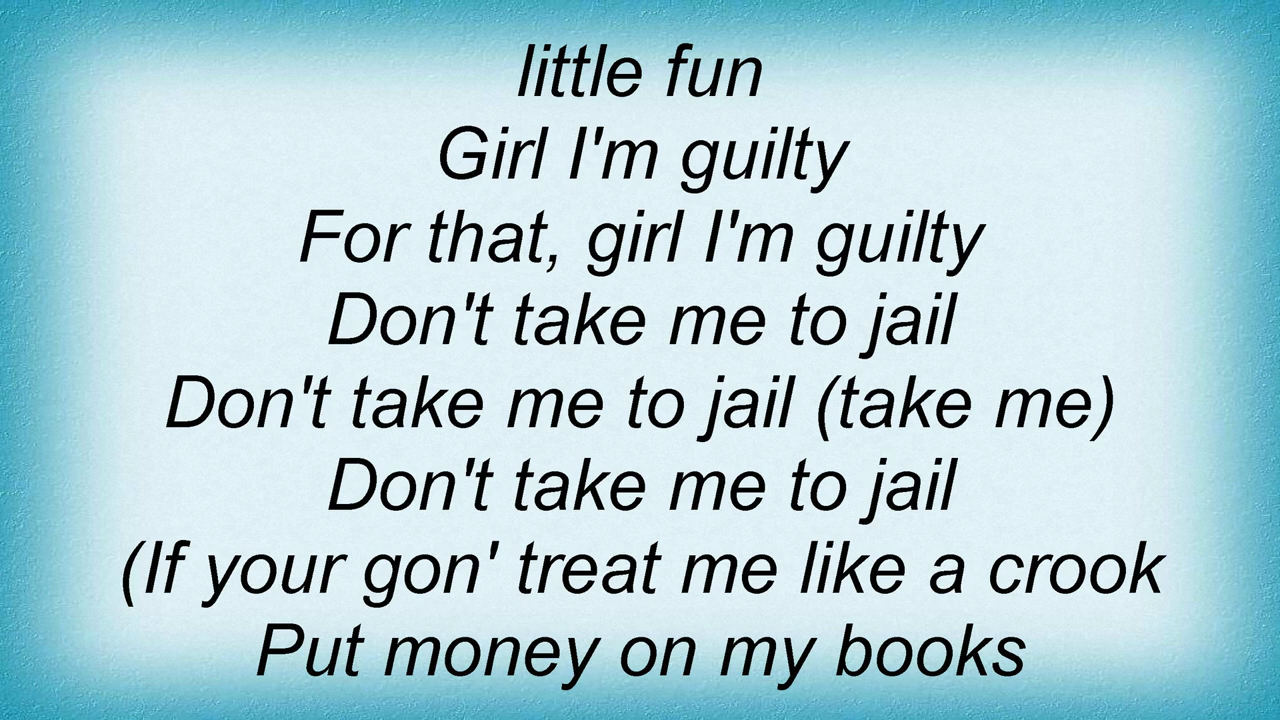 little fun
Girl I'm guilty
For that, girl I'm guilty
Don't take me to jail
Don't take me to jail (take me)
Don't take me to jail
(If your gon' treat me like a crook
Put money on my books